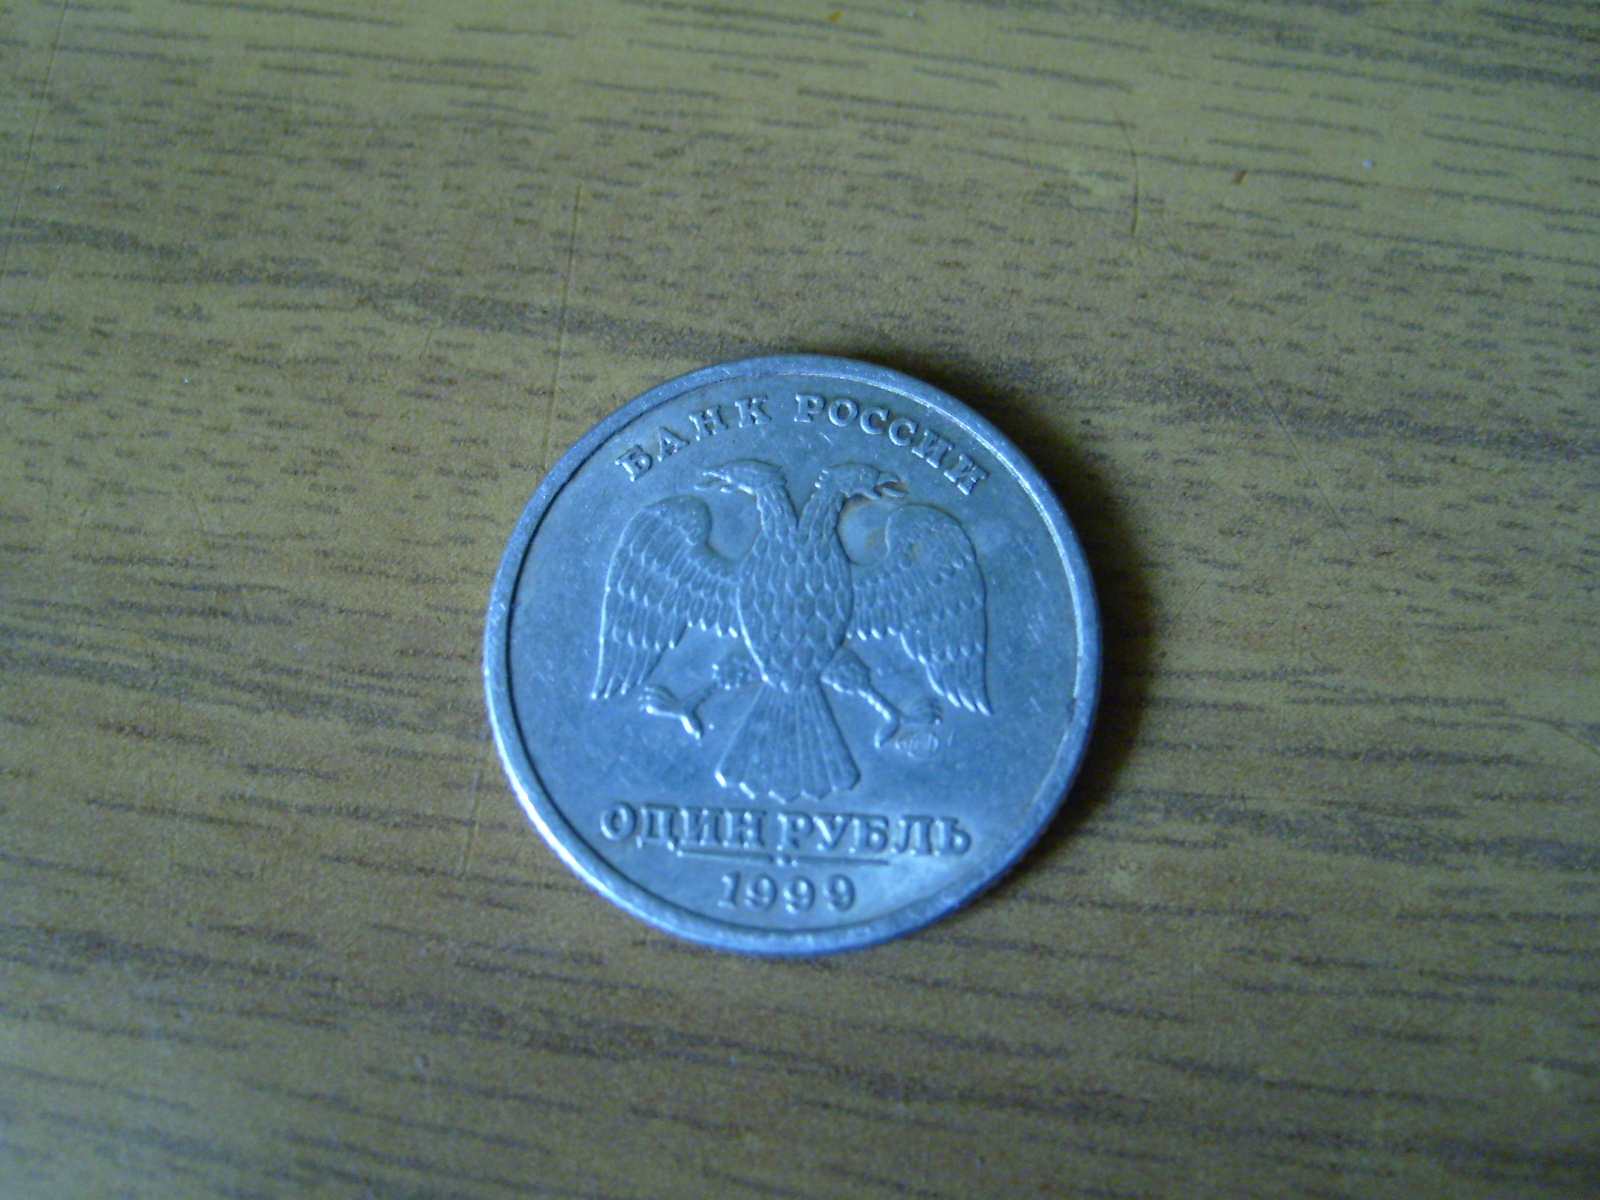 БАНК РОССИИ
ОДИН РУБЛЬ
1999